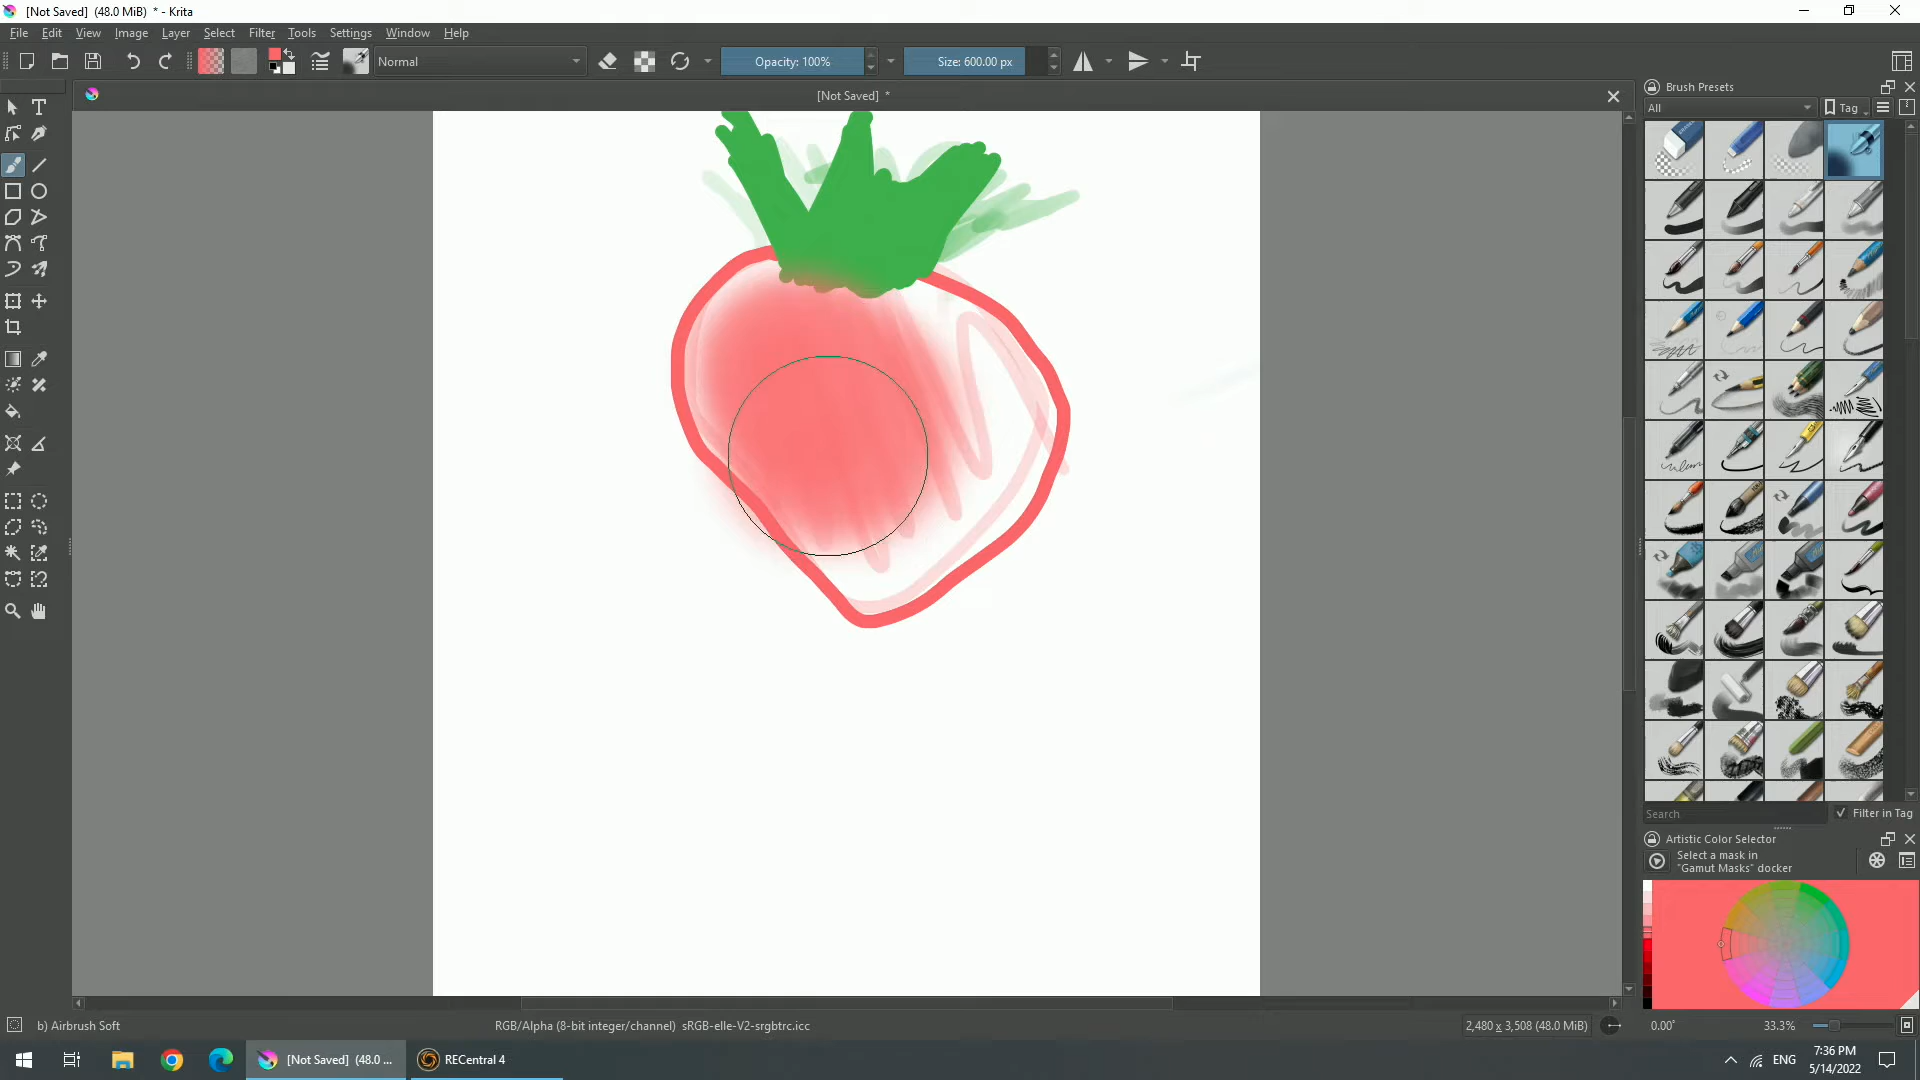 [Not Saved]  (48.0 MiB)  * - Krita
File Edit View Image Layer Select Filter Tools Settings Window Help
Normal Opacity: 100% Size: 600.00 px
[Not Saved]  *
Brush Presets
All Tag
Search Filter in Tag
Artistic Color Selector
Select a mask in
"Gamut Masks" docker
b) Airbrush Soft RGB/Alpha (8-bit integer/channel)  sRGB-elle-V2-srgbtrc.icc 2,480 x 3,508 (48.0 MiB) 0.00° 33.3%
[Not Saved]  (48.0 ... RECentral 4 ENG 7:36 PM
5/14/2022